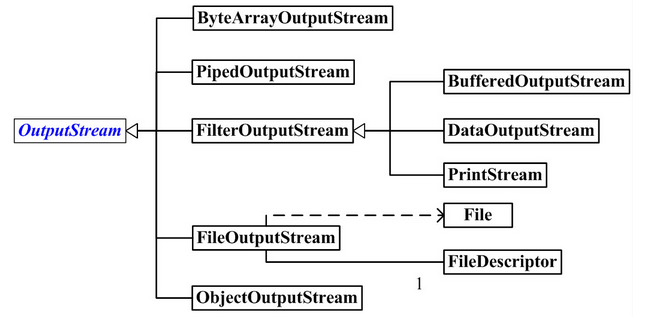 ByteArrayOutputStream
PipedOutputStream
BufferedOutputStream
OutputStream
FilterOutputStream
DataOutputStream
PrintStream
File
FileOutputStream
FileDescriptor
1
ObjectOutputStream